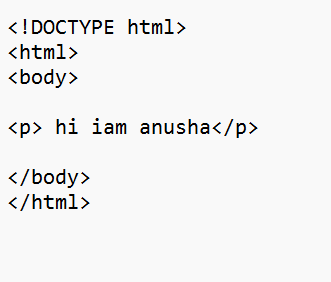 <!DOCTYPE html>
<html>
<body>
<p> hi iam anusha</p>
</body>
</html>